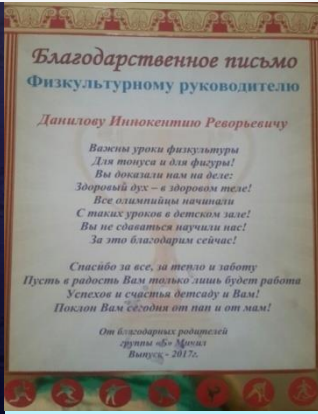 Благодарственное письмо
Физкультурному руководителю
Данилову Иннокентию Реворьевичу
Важны уроки физкультуры
Для тонуса и для фигуры!
Вы доказали нам на деле:
Здоровый дух – в здоровом теле!
Все олимпийцы начинали
С таких уроков в детском зале!
Вы не сдаваться научили нас!
За это благодарим сейчас!
Спасибо за все, за тепло и заботу
Пусть в радость Вам только лишь будет работа
Успехов и счастья детсаду и Вам!
Поклон Вам сегодня от пап и от мам!
От благодарных родителей
группы «Б»
Выпуск - 2017г.